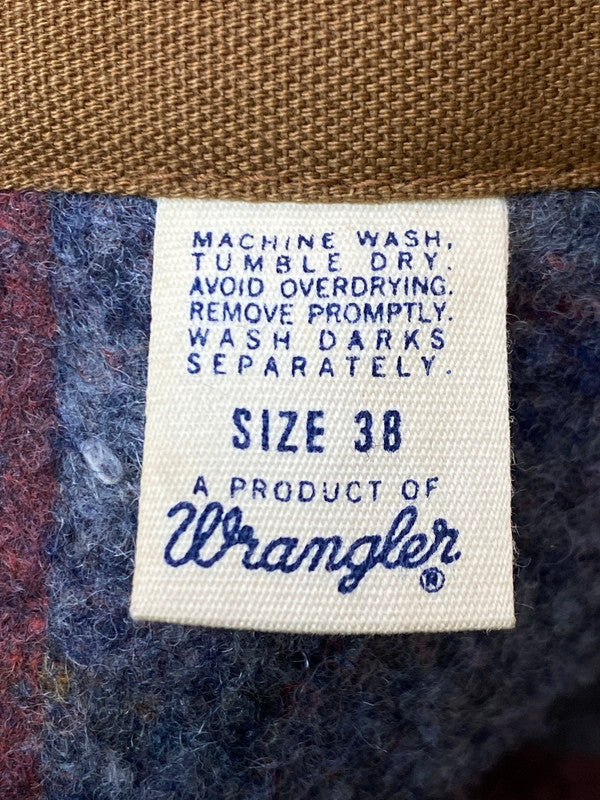 MACHINE WASH,
TUMBLE DRY.
AVOID OVERDRYING.
REMOVE PROMPTLY.
WASH DARKS
SEPARATELY.
SIZE 38
A PRODUCT OF
Wrangler®